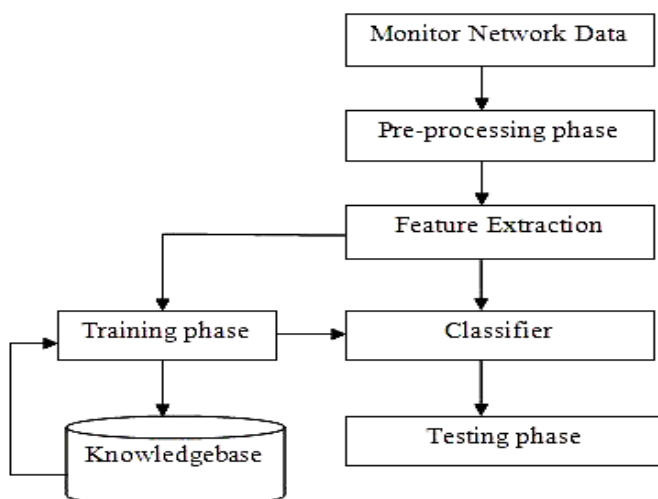 Monitor Network Data
Pre-processing phase
Feature Extraction
Training phase
Classifier
Knowledgebase
Testing phase